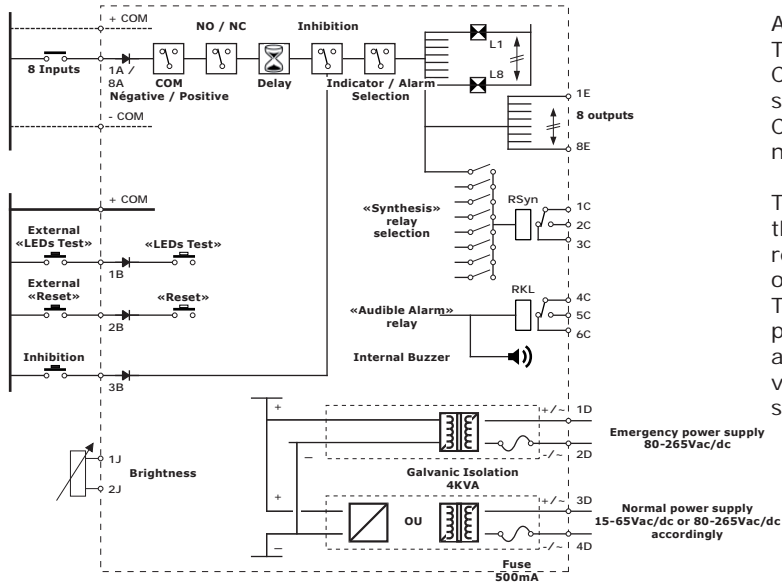 + COM
NO / NC
Inhibition
8 Inputs
1A /
8A
COM
Négative / Positive
Delay
Indicator / Alarm
Selection
L1
L8
1E
8 outputs
8E
- COM
+ COM
External
«LEDs Test»
«LEDs Test»
1B
External
«Reset»
«Reset»
2B
Inhibition
3B
«Synthesis»
relay
selection
RSyn
1C
2C
3C
«Audible Alarm»
relay
RKL
4C
5C
6C
Internal Buzzer
1J
2J
Brightness
+
–
+/~ 1D
-/~ 2D
Emergency power supply
80-265Vac/dc
Galvanic Isolation
4KVA
+
–
OU
+/~ 3D
-/~ 4D
Normal power supply
15-65Vac/dc or 80-265Vac/dc
accordingly
Fuse
500mA